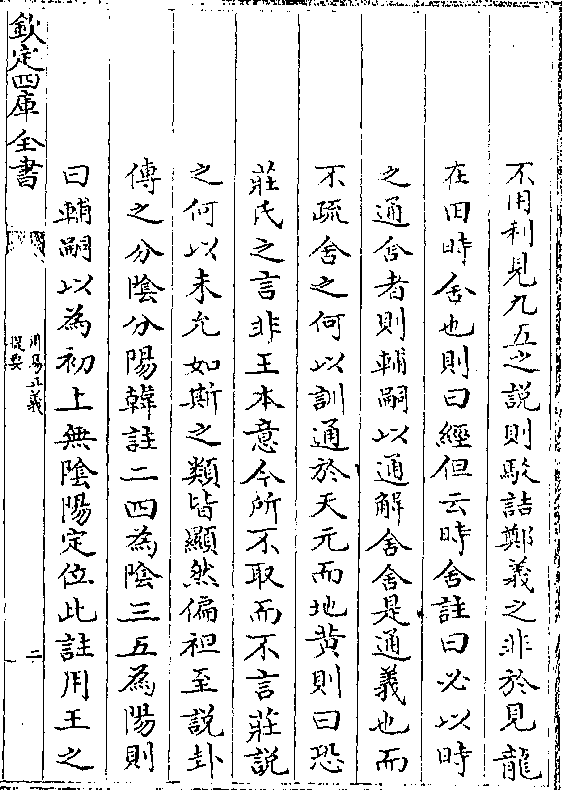 不用利見九五之説則駁詰鄭義之非於見龍
在田時舍也則曰經但云時舍註曰必以時
之通舍者則輔嗣以通解舍舍是通義也而
不疏舍之何以訓通於天元而地黄則曰恐
莊氏之言非王本意今所不取而不言莊説
之何以未允如斯之類皆顯然偏袒至説卦
傳之分陰分陽韓註二四為陰三五為陽則
曰輔嗣以為初上無陰陽定位此註用王之
欽定四庫全書
周易正義
提要
二